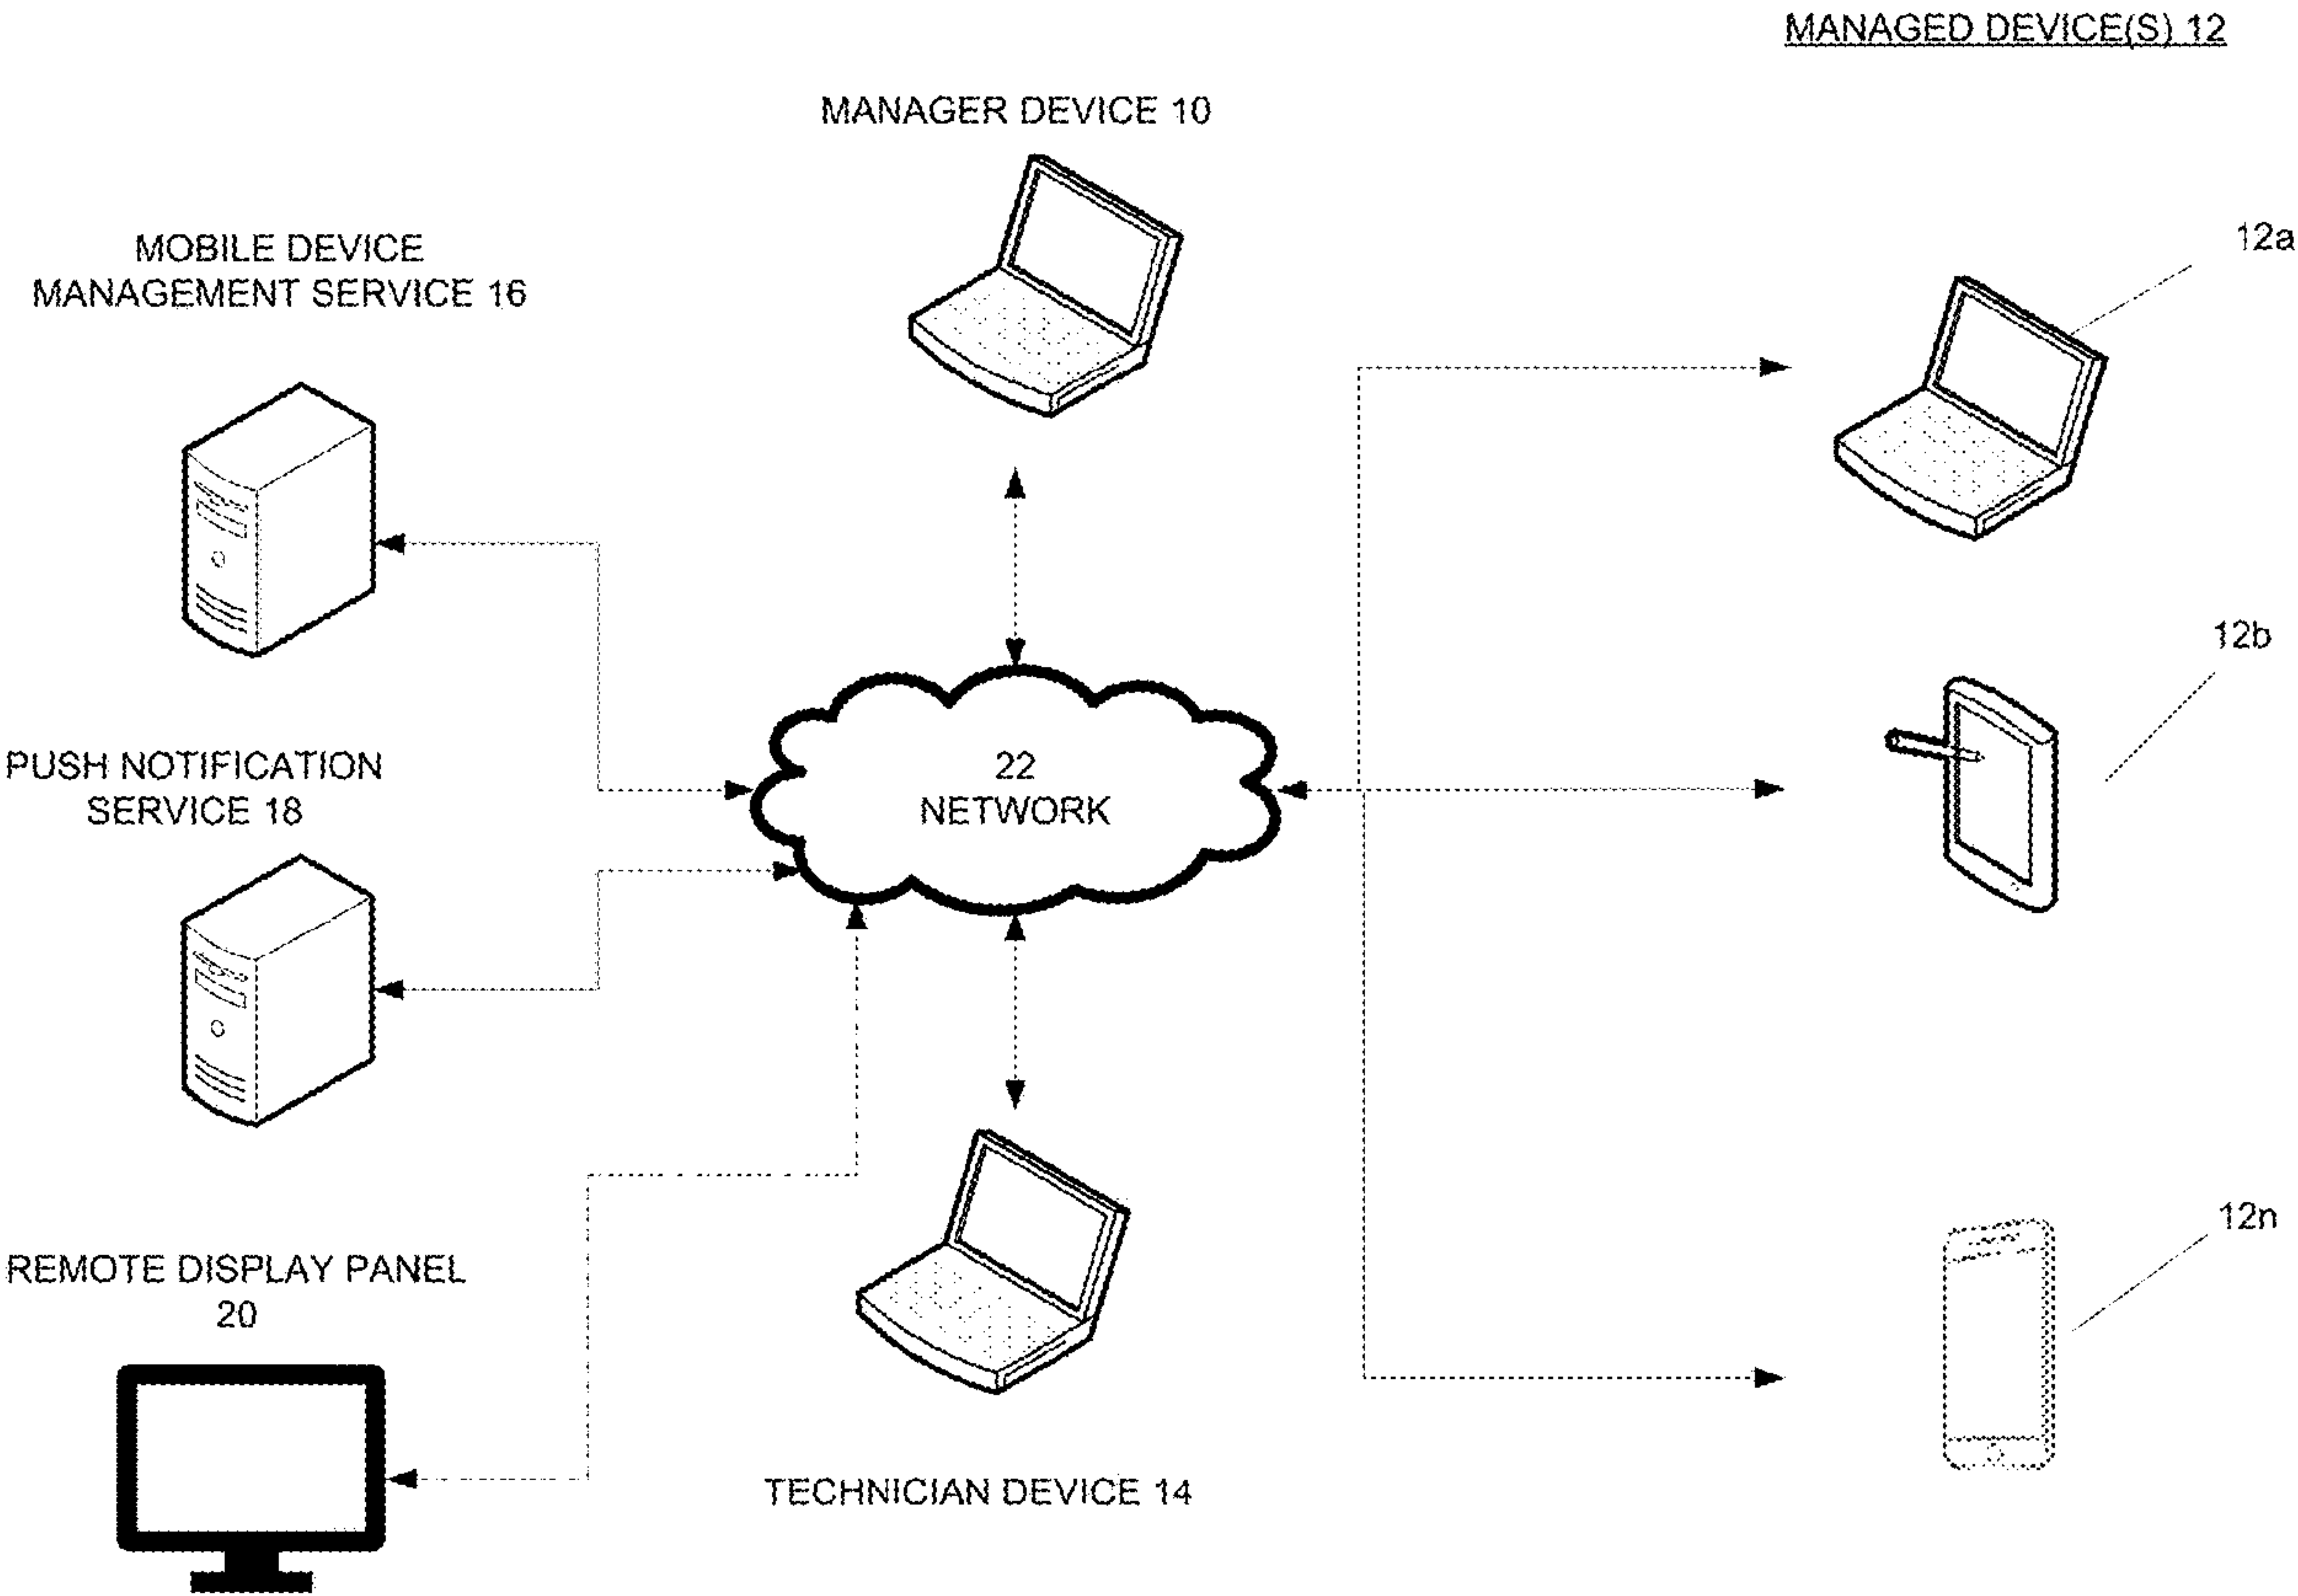 MANAGED DEVICE(S) 12
MANAGER DEVICE 10
12a
MOBILE DEVICE
MANAGEMENT SERVICE 16
12b
PUSH NOTIFICATION
SERVICE 18
22
NETWORK
12n
REMOTE DISPLAY PANEL
20
TECHNICIAN DEVICE 14